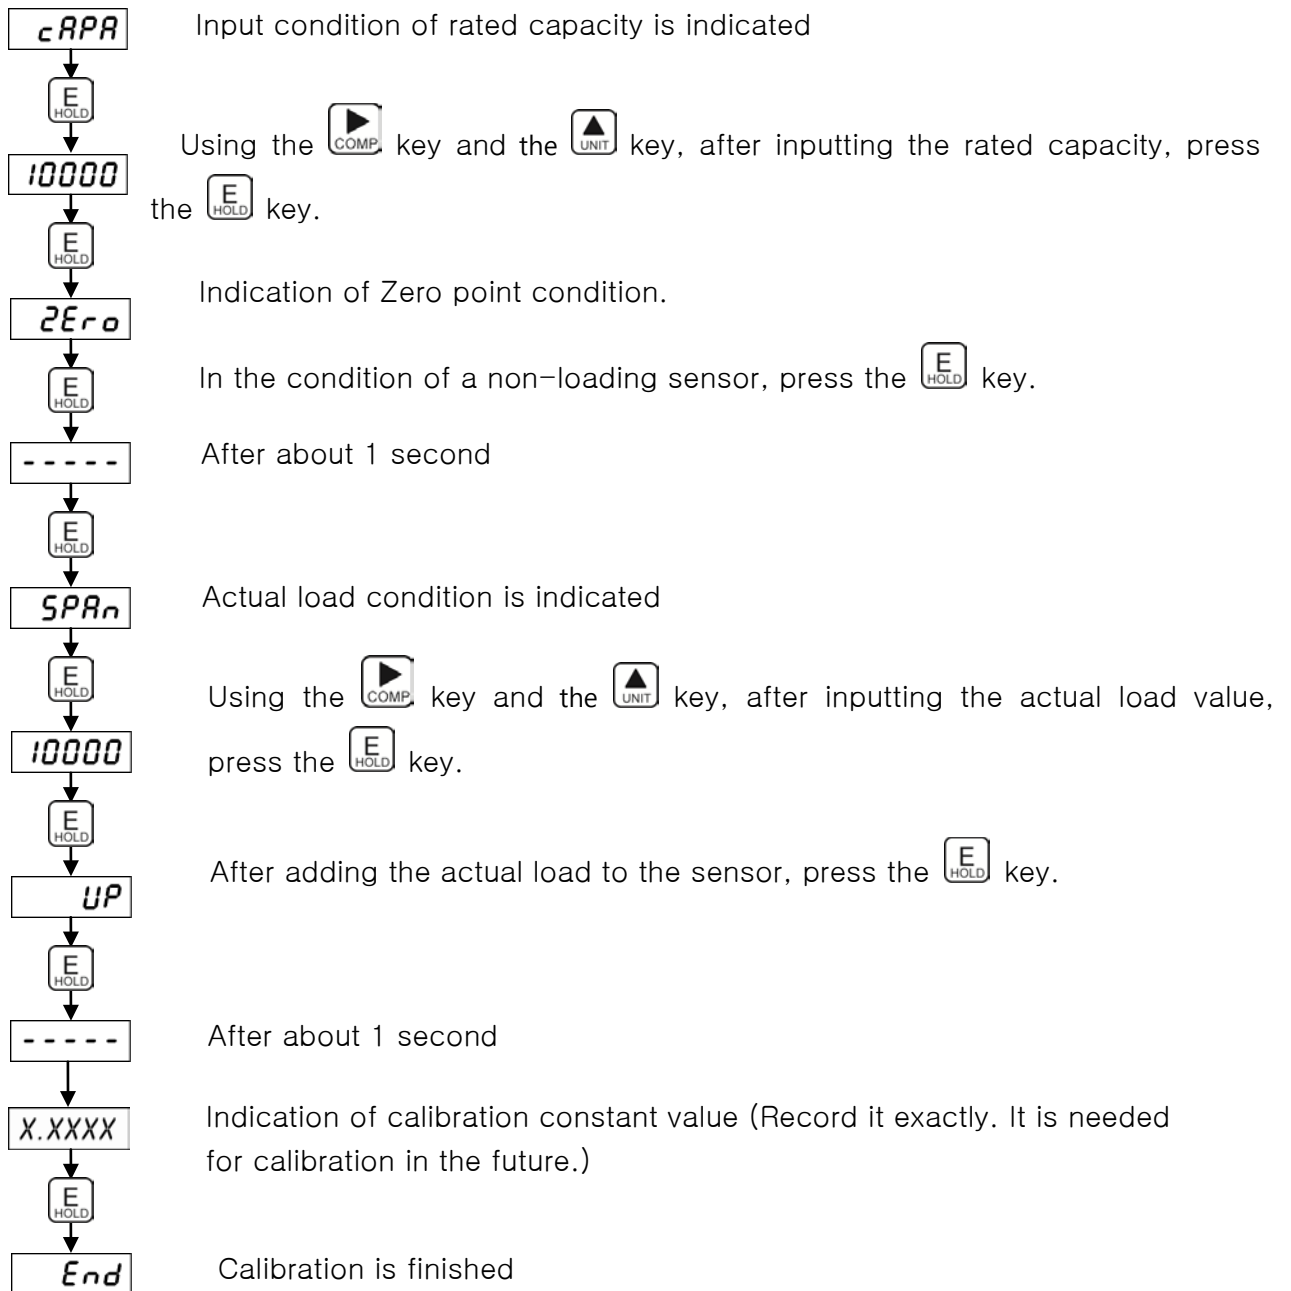 cAPA Input condition of rated capacity is indicated
E
HOLD
Using the COMP key and the UNIT key, after inputting the rated capacity, press
10000
the E HOLD key.
E
HOLD
Indication of Zero point condition.
ZEro
In the condition of a non-loading sensor, press the E HOLD key.
E
HOLD
----- After about 1 second
E
HOLD
SPAn Actual load condition is indicated
E
HOLD
Using the COMP key and the UNIT key, after inputting the actual load value,
10000 press the E HOLD key.
E
HOLD
After adding the actual load to the sensor, press the E HOLD key.
UP
E
HOLD
----- After about 1 second
X.XXXX Indication of calibration constant value (Record it exactly. It is needed
for calibration in the future.)
E
HOLD
End Calibration is finished